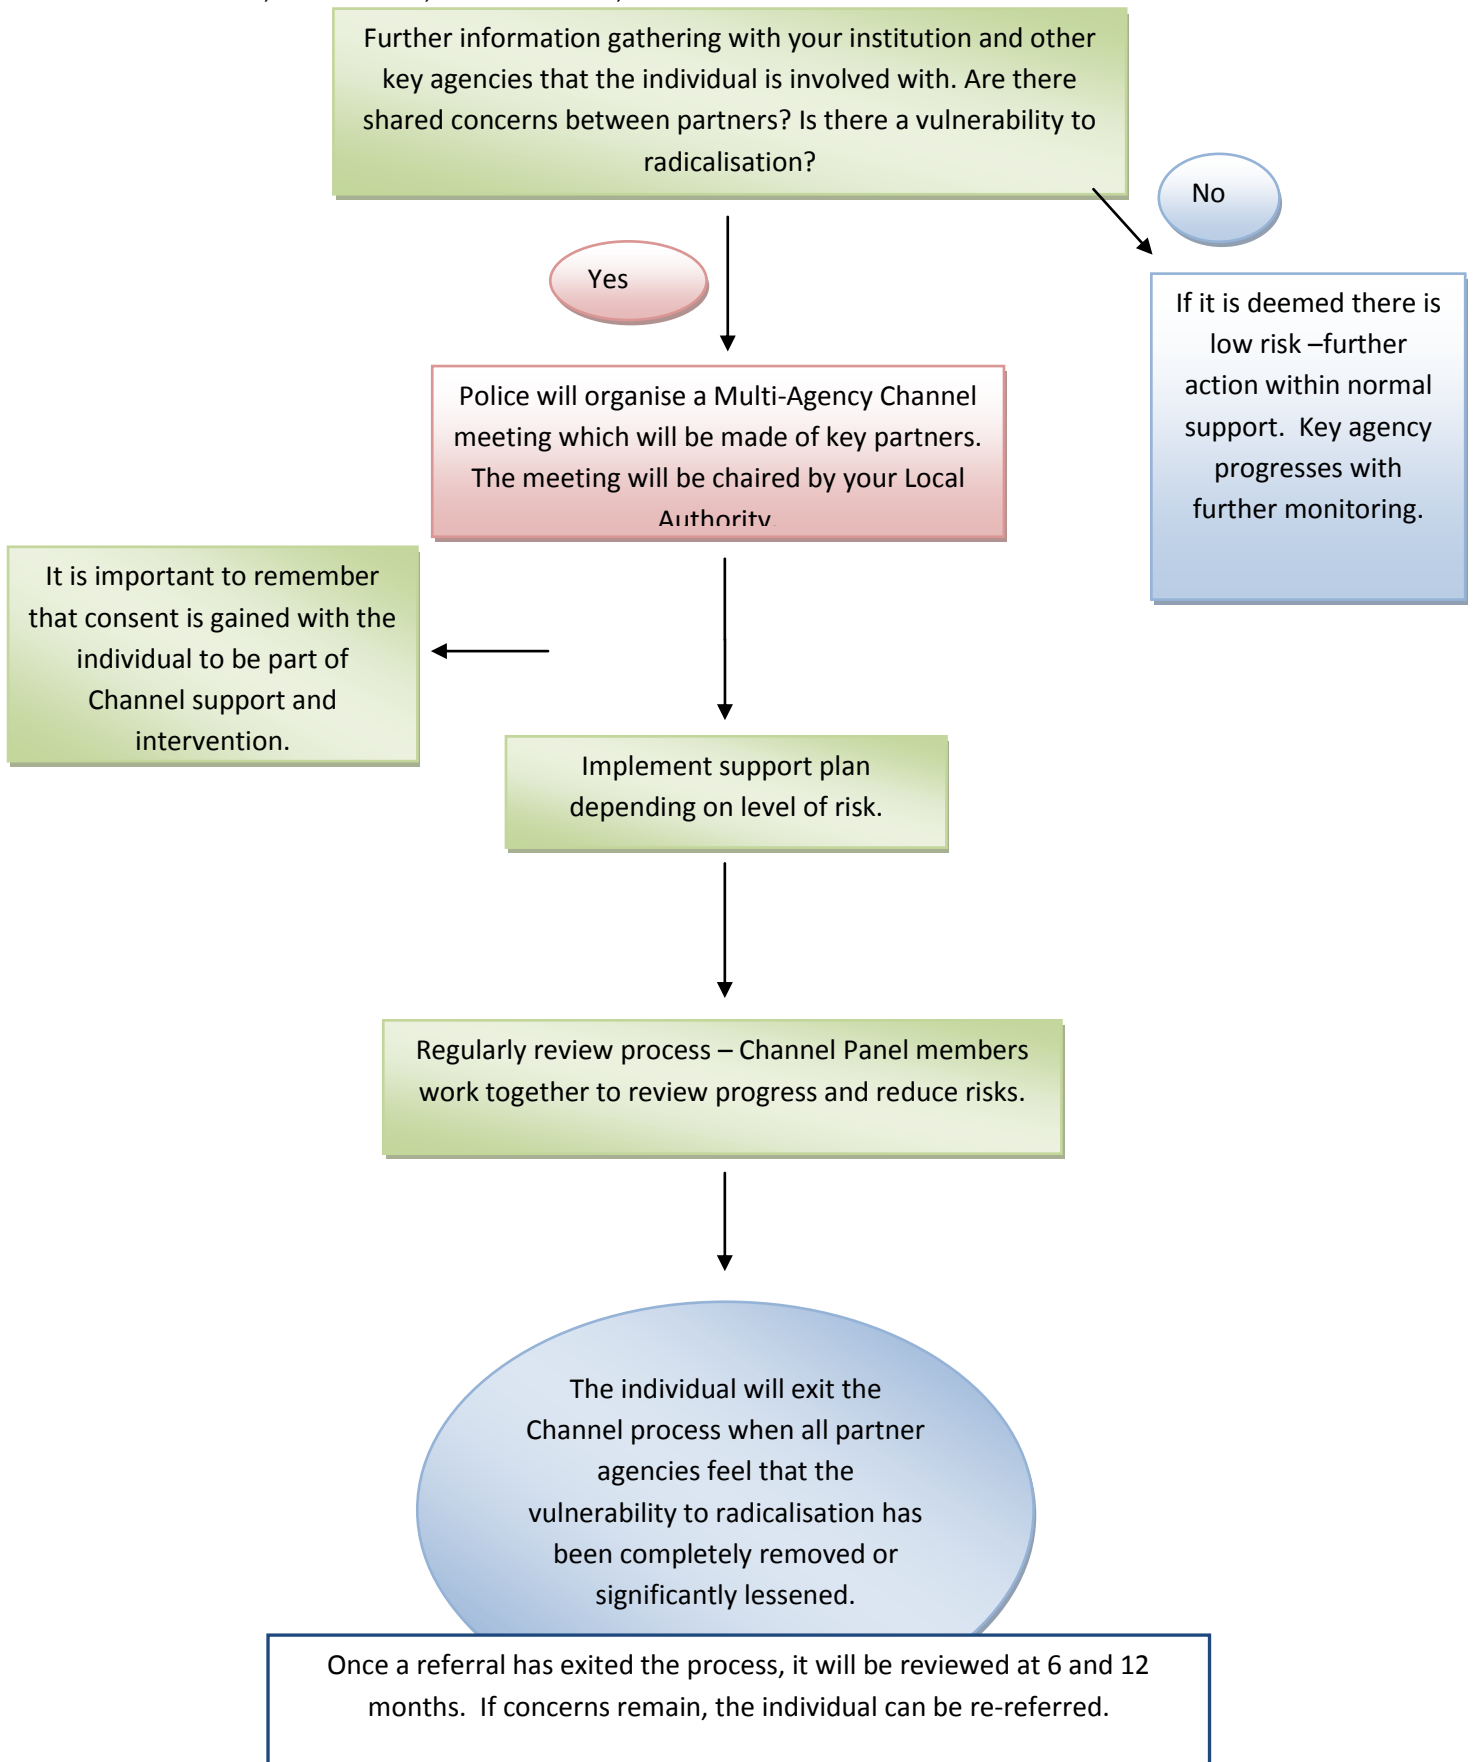 Further information gathering with your institution and other
key agencies that the individual is involved with. Are there
shared concerns between partners? Is there a vulnerability to
radicalisation?
No
Yes
If it is deemed there is
low risk –further
action within normal
support.  Key agency
progresses with
further monitoring.
Police will organise a Multi-Agency Channel
meeting which will be made of key partners.
The meeting will be chaired by your Local
Authority.
It is important to remember
that consent is gained with the
individual to be part of
Channel support and
intervention.
Implement support plan
depending on level of risk.
Regularly review process – Channel Panel members
work together to review progress and reduce risks.
The individual will exit the
Channel process when all partner
agencies feel that the
vulnerability to radicalisation has
been completely removed or
significantly lessened.
Once a referral has exited the process, it will be reviewed at 6 and 12
months.  If concerns remain, the individual can be re-referred.